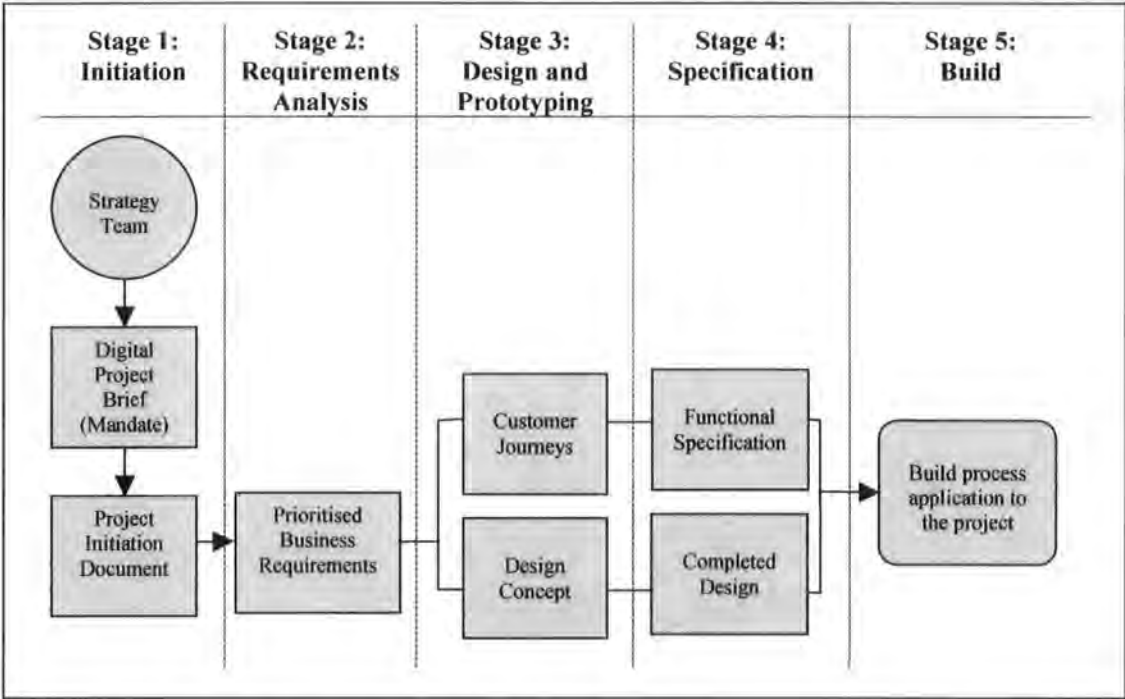 Stage 1:
Initiation
Stage 2:
Requirements
Analysis
Stage 3:
Design and
Prototyping
Stage 4:
Specification
Stage 5:
Build
Strategy
Team
Digital
Project
Brief
(Mandate)
Project
Initiation
Document
Prioritised
Business
Requirements
Customer
Journeys
Design
Concept
Functional
Specification
Completed
Design
Build process
application to
the project